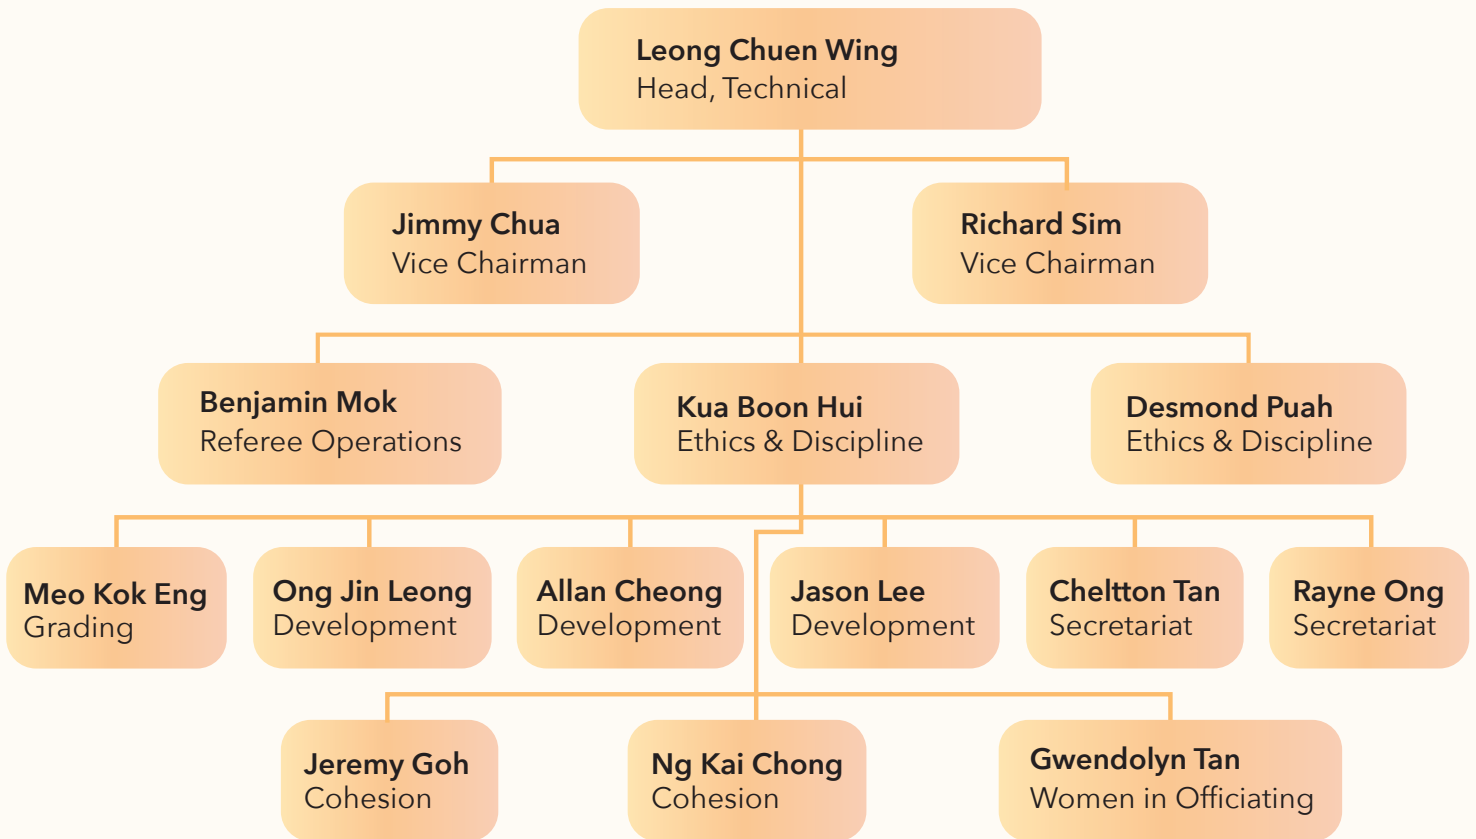 Leong Chuen Wing
Head, Technical
Jimmy Chua
Vice Chairman
Richard Sim
Vice Chairman
Benjamin Mok
Referee Operations
Kua Boon Hui
Ethics & Discipline
Desmond Puah
Ethics & Discipline
Meo Kok Eng
Grading
Ong Jin Leong
Development
Allan Cheong
Development
Jason Lee
Development
Cheltton Tan
Secretariat
Rayne Ong
Secretariat
Jeremy Goh
Cohesion
Ng Kai Chong
Cohesion
Gwendolyn Tan
Women in Officiating